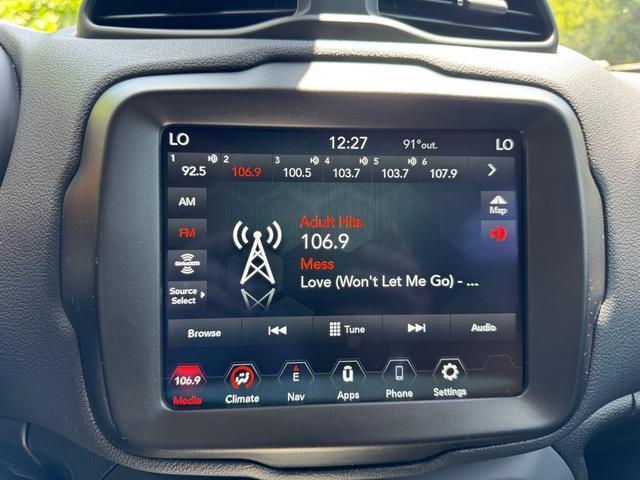 LO 12:27 91°out. LO
1 2 3 4 5 6
92.5 106.9 100.5 103.7 103.7 107.9
AM
Map
FM
Adult Hits
106.9
SiriusXM
Mess
Source
Select
Love (Won't Let Me Go) - ...
Browse Tune Audio
106.9 E
Media Climate Nav Apps Phone Settings